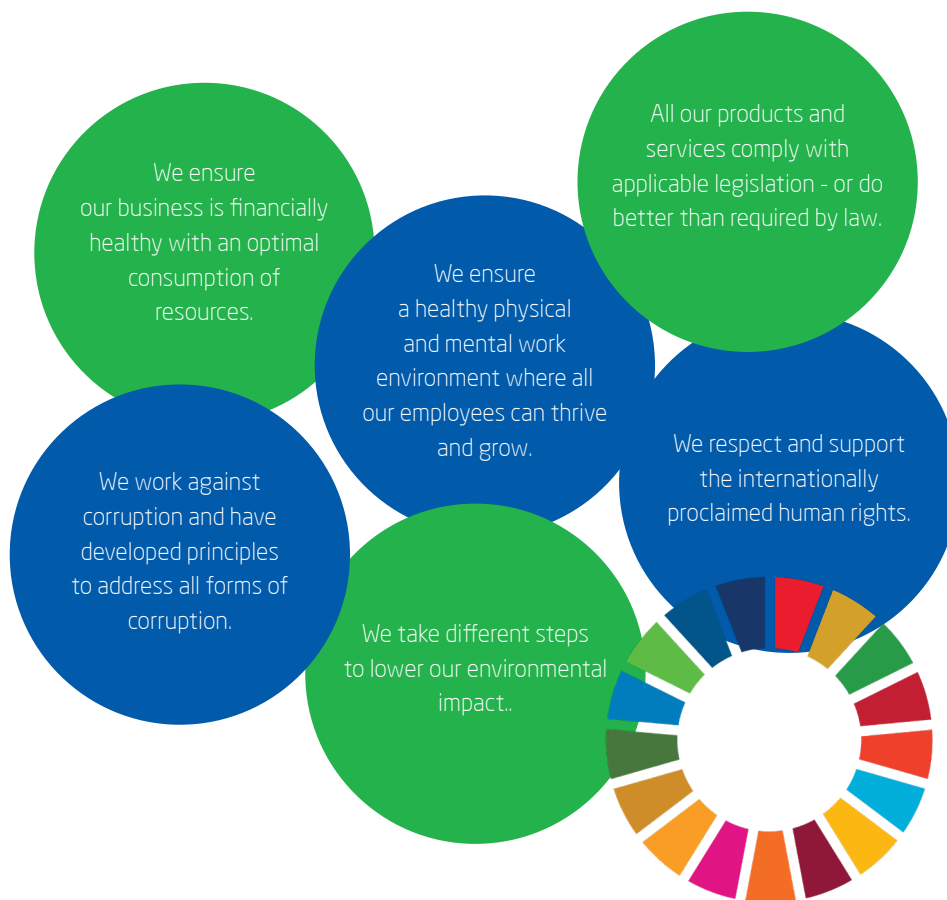 We ensure
our business is financially
healthy with an optimal
consumption of
resources.
We ensure
a healthy physical
and mental work
environment where all
our employees can thrive
and grow.
All our products and
services comply with
applicable legislation - or do
better than required by law.
We work against
corruption and have
developed principles
to address all forms of
corruption.
We take different steps
to lower our environmental
impact..
We respect and support
the internationally
proclaimed human rights.